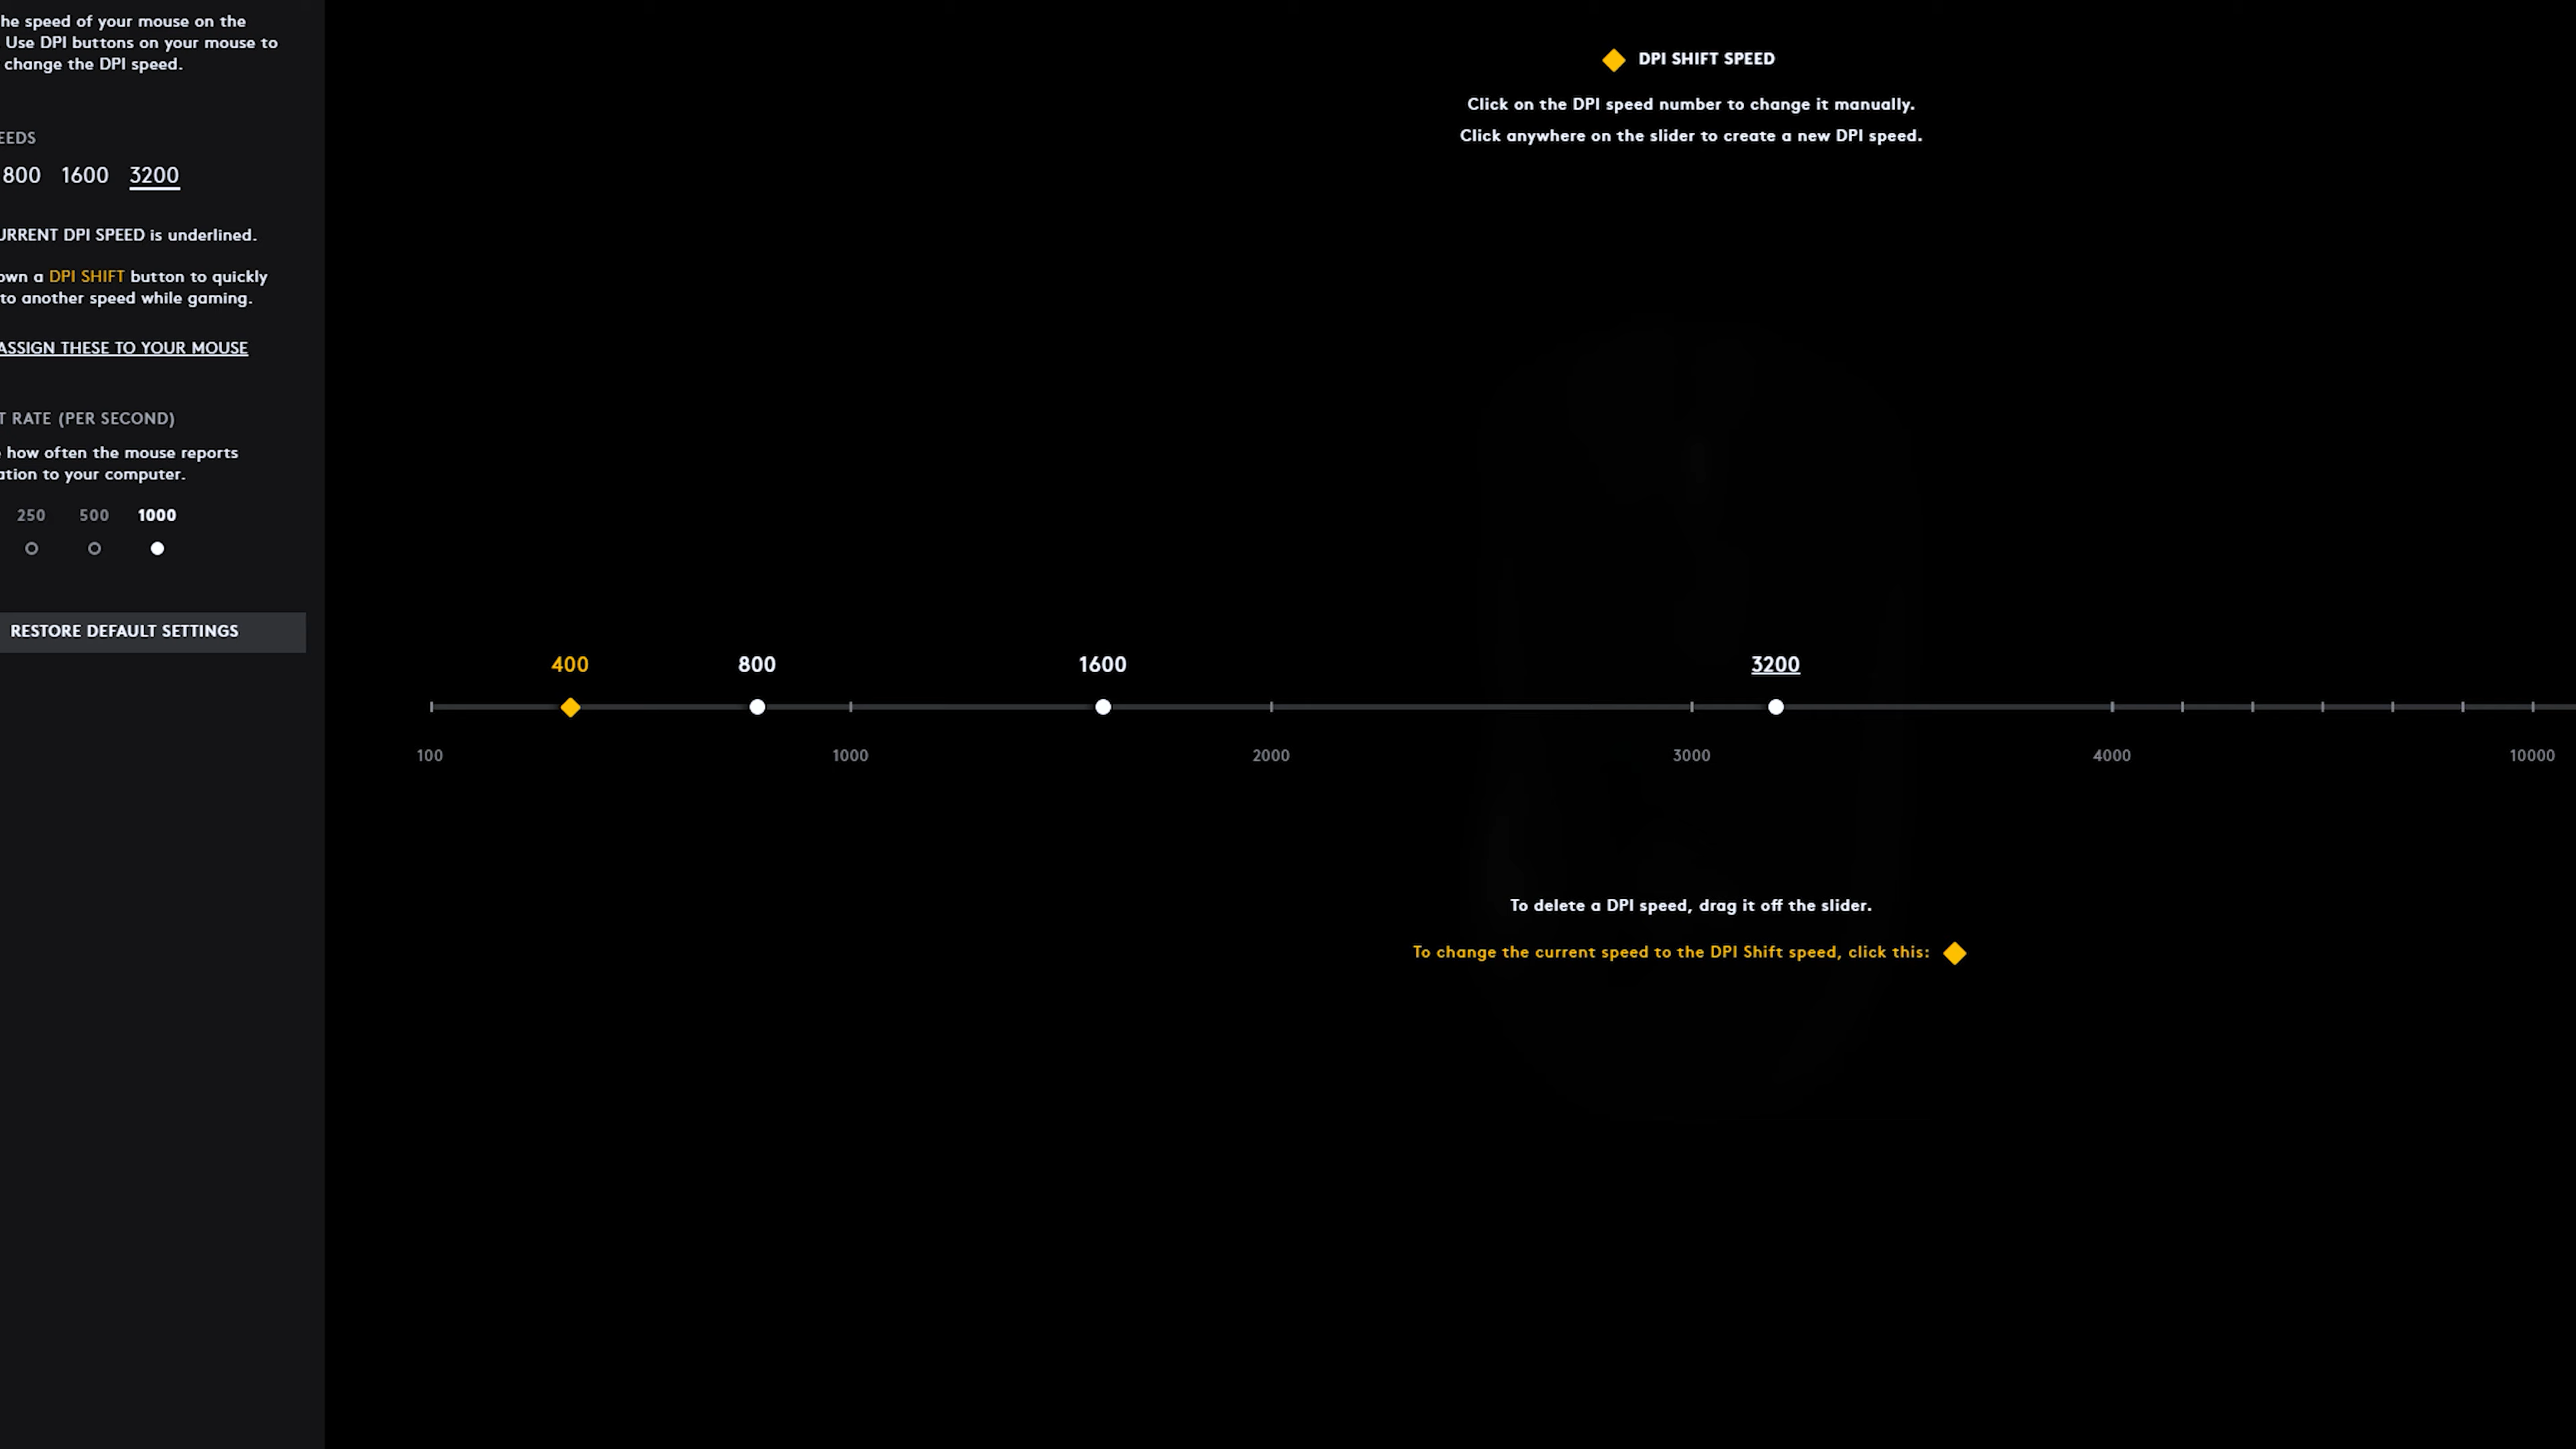 he speed of your mouse on the
Use DPI buttons on your mouse to
change the DPI speed.
EEDS
800 1600 3200
URRENT DPI SPEED is underlined.
own a DPI SHIFT button to quickly
to another speed while gaming.
ASSIGN THESE TO YOUR MOUSE
T RATE (PER SECOND)
how often the mouse reports
ation to your computer.
250 500 1000
RESTORE DEFAULT SETTINGS
DPI SHIFT SPEED
Click on the DPI speed number to change it manually.
Click anywhere on the slider to create a new DPI speed.
400 800 1600 3200
100 1000 2000 3000 4000 10000
To delete a DPI speed, drag it off the slider.
To change the current speed to the DPI Shift speed, click this: